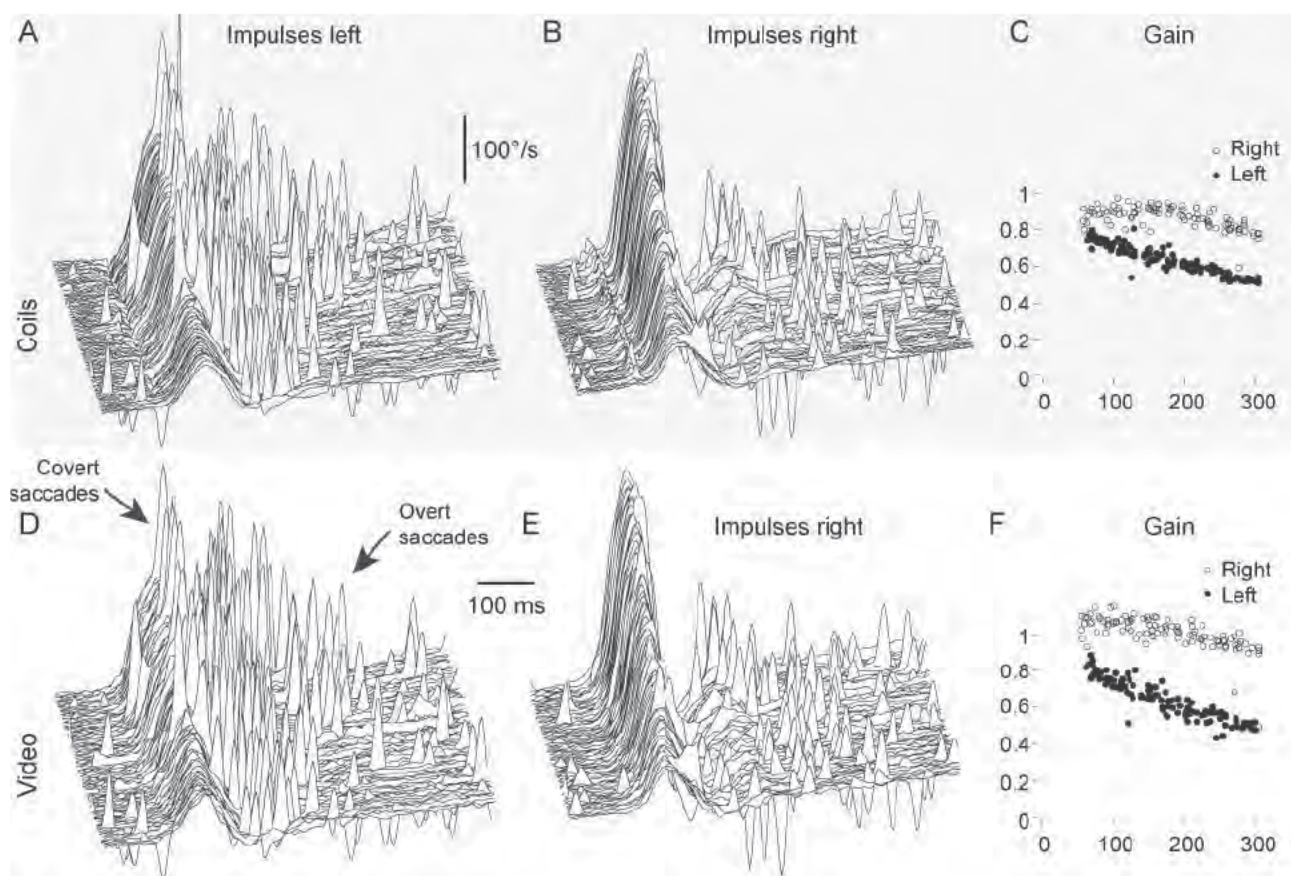 A
Impulses left
B
Impulses right
C
Gain
100°/s
Right
Left
1
0.8
0.6
0.4
0.2
0
0
100
200
300
Coils
Covert
saccades
D
Overt
saccades
100 ms
E
Impulses right
F
Gain
Right
Left
1
0.8
0.6
0.4
0.2
0
0
100
200
300
Video